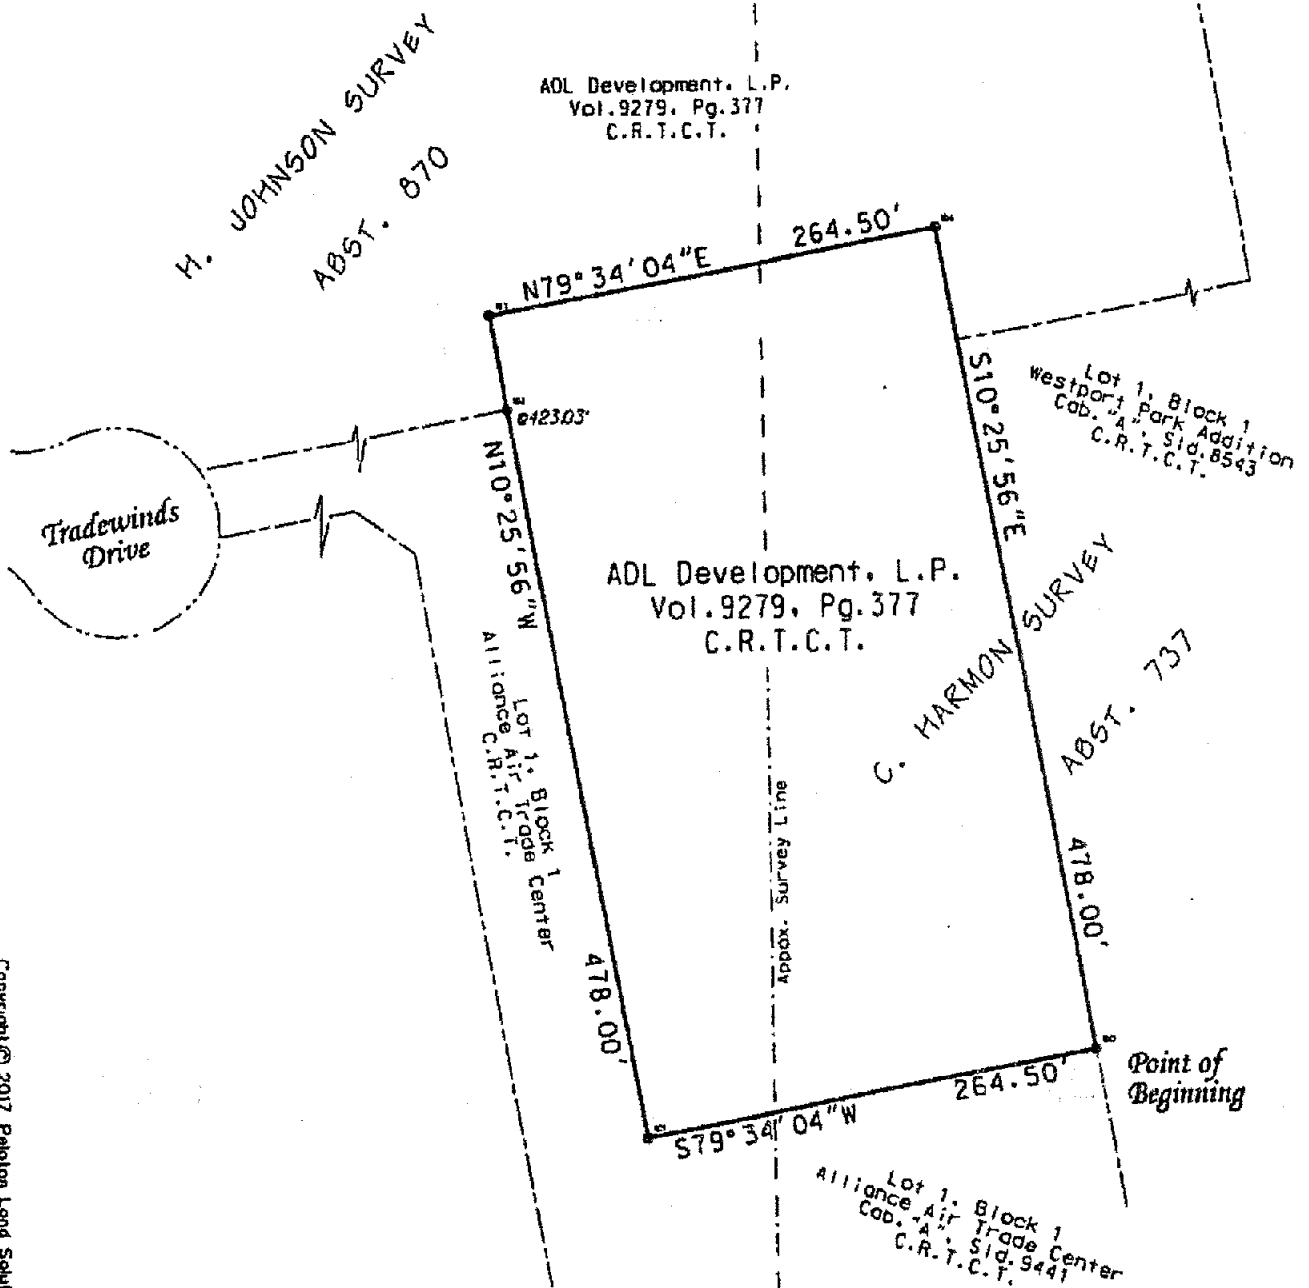 H. JOHNSON SURVEY
ABST. 870
ADL Development, L.P.
Vol.9279, Pg.377
C.R.T.C.T.
N79°34'04"E
264.50'
@423.03'
Tradewinds
Drive
N10°25'56"W
478.00'
S10°25'56"E
478.00'
Lot 1, Block 1
Westport Park Addition
Cab. "A", Sld.8543
C.R.T.C.T.
ADL Development, L.P.
Vol.9279, Pg.377
C.R.T.C.T.
C. HARMON SURVEY
ABST. 737
Lot 1, Block 1
Alliance Air Trade Center
C.R.T.C.T.
Appox. Survey Line
Point of
Beginning
S79°34'04"W
264.50'
Lot 1, Block 1
Alliance Air Trade Center
Cab. "A", Sld.9441
C.R.T.C.T.
Copyright © 2017 Peloton Land